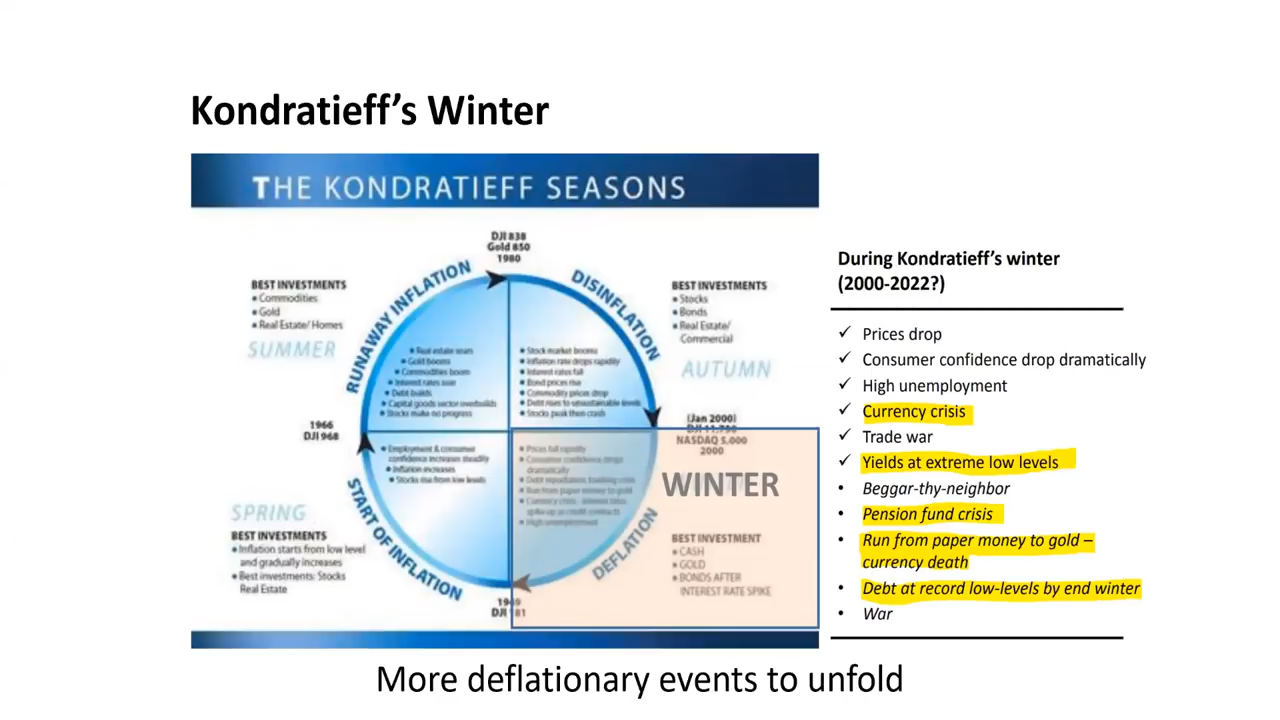 Kondratieff's Winter
THE KONDRATIEFF SEASONS
DJI 838
Gold 850
1980
RUNAWAY INFLATION
DISINFLATION
BEST INVESTMENTS
• Commodities
• Gold
• Real Estate/ Homes
SUMMER
BEST INVESTMENTS
• Stocks
• Bonds
• Real Estate/
Commercial
AUTUMN
• Real estate soars
• Gold booms
• Commodities boom
• Interest rates soar
• Debt builds
• Capital goods sector overbuilds
• Stocks make no progress
• Stock market booms
• Inflation rate drops rapidly
• Interest rates fall
• Bond prices rise
• Commodity prices drop
• Debt rises to unsustainable levels
• Stocks peak then crash
1966
DJI 968
(Jan 2000)
DJI 11,750
NASDAQ 5,000
2000
• Employment & consumer
confidence increases steadily
• Inflation increases
• Stocks rise from low levels
• Prices fall rapidly
• Consumer confidence drops
dramatically
• Debt repudiation, banking crisis
• Run from paper money to gold
• Currency crisis - interest rates
spike up as credit contracts
• High unemployment
WINTER
SPRING
BEST INVESTMENTS
• Inflation starts from low level
and gradually increases
• Best investments: Stocks
Real Estate
START OF INFLATION
DEFLATION
BEST INVESTMENT
• CASH
• GOLD
• BONDS AFTER
INTEREST RATE SPIKE
1949
DJI 181
During Kondratieff's winter
(2000-2022?)
✓ Prices drop
✓ Consumer confidence drop dramatically
✓ High unemployment
✓ Currency crisis
✓ Trade war
✓ Yields at extreme low levels
• Beggar-thy-neighbor
• Pension fund crisis
• Run from paper money to gold –
currency death
• Debt at record low-levels by end winter
• War
More deflationary events to unfold